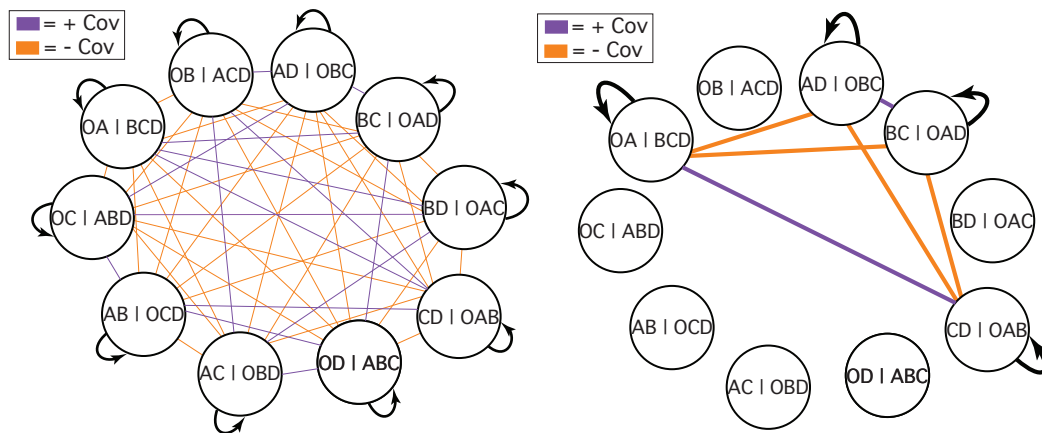 = + Cov
= - Cov
OB | ACD
AD | OBC
OA | BCD
BC | OAD
OC | ABD
BD | OAC
AB | OCD
CD | OAB
AC | OBD
OD | ABC
= + Cov
= - Cov
OB | ACD
AD | OBC
OA | BCD
BC | OAD
OC | ABD
BD | OAC
AB | OCD
CD | OAB
AC | OBD
OD | ABC